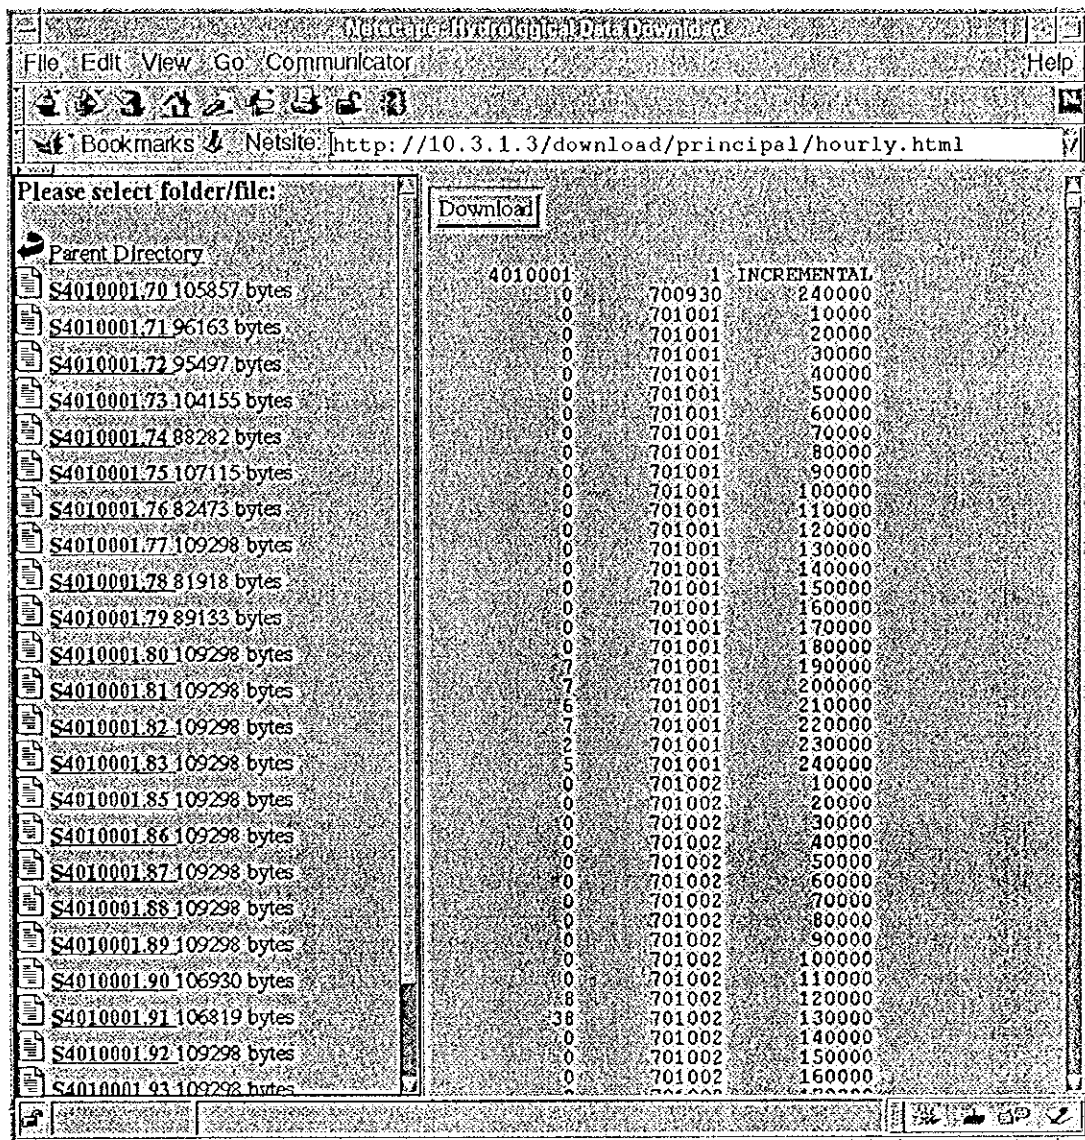 Netscape: Hydrological Data Download
File Edit View Go Communicator Help
Bookmarks Netsite: http://10.3.1.3/download/principal/hourly.html
Please select folder/file:
Parent Directory
S4010001.70 105857 bytes
S4010001.71 96163 bytes
S4010001.72 95497 bytes
S4010001.73 104155 bytes
S4010001.74 88282 bytes
S4010001.75 107115 bytes
S4010001.76 82473 bytes
S4010001.77 109298 bytes
S4010001.78 81918 bytes
S4010001.79 89133 bytes
S4010001.80 109298 bytes
S4010001.81 109298 bytes
S4010001.82 109298 bytes
S4010001.83 109298 bytes
S4010001.85 109298 bytes
S4010001.86 109298 bytes
S4010001.87 109298 bytes
S4010001.88 109298 bytes
S4010001.89 109298 bytes
S4010001.90 106930 bytes
S4010001.91 106819 bytes
S4010001.92 109298 bytes
S4010001.93 109298 bytes
Download
4010001 1 INCREMENTAL
0 700930 240000
0 701001 10000
0 701001 20000
0 701001 30000
0 701001 40000
0 701001 50000
0 701001 60000
0 701001 70000
0 701001 80000
0 701001 90000
0 701001 100000
0 701001 110000
0 701001 120000
0 701001 130000
0 701001 140000
0 701001 150000
0 701001 160000
0 701001 170000
0 701001 180000
7 701001 190000
7 701001 200000
6 701001 210000
7 701001 220000
2 701001 230000
5 701001 240000
0 701002 10000
0 701002 20000
0 701002 30000
0 701002 40000
0 701002 50000
0 701002 60000
0 701002 70000
0 701002 80000
0 701002 90000
0 701002 100000
0 701002 110000
8 701002 120000
38 701002 130000
0 701002 140000
0 701002 150000
0 701002 160000